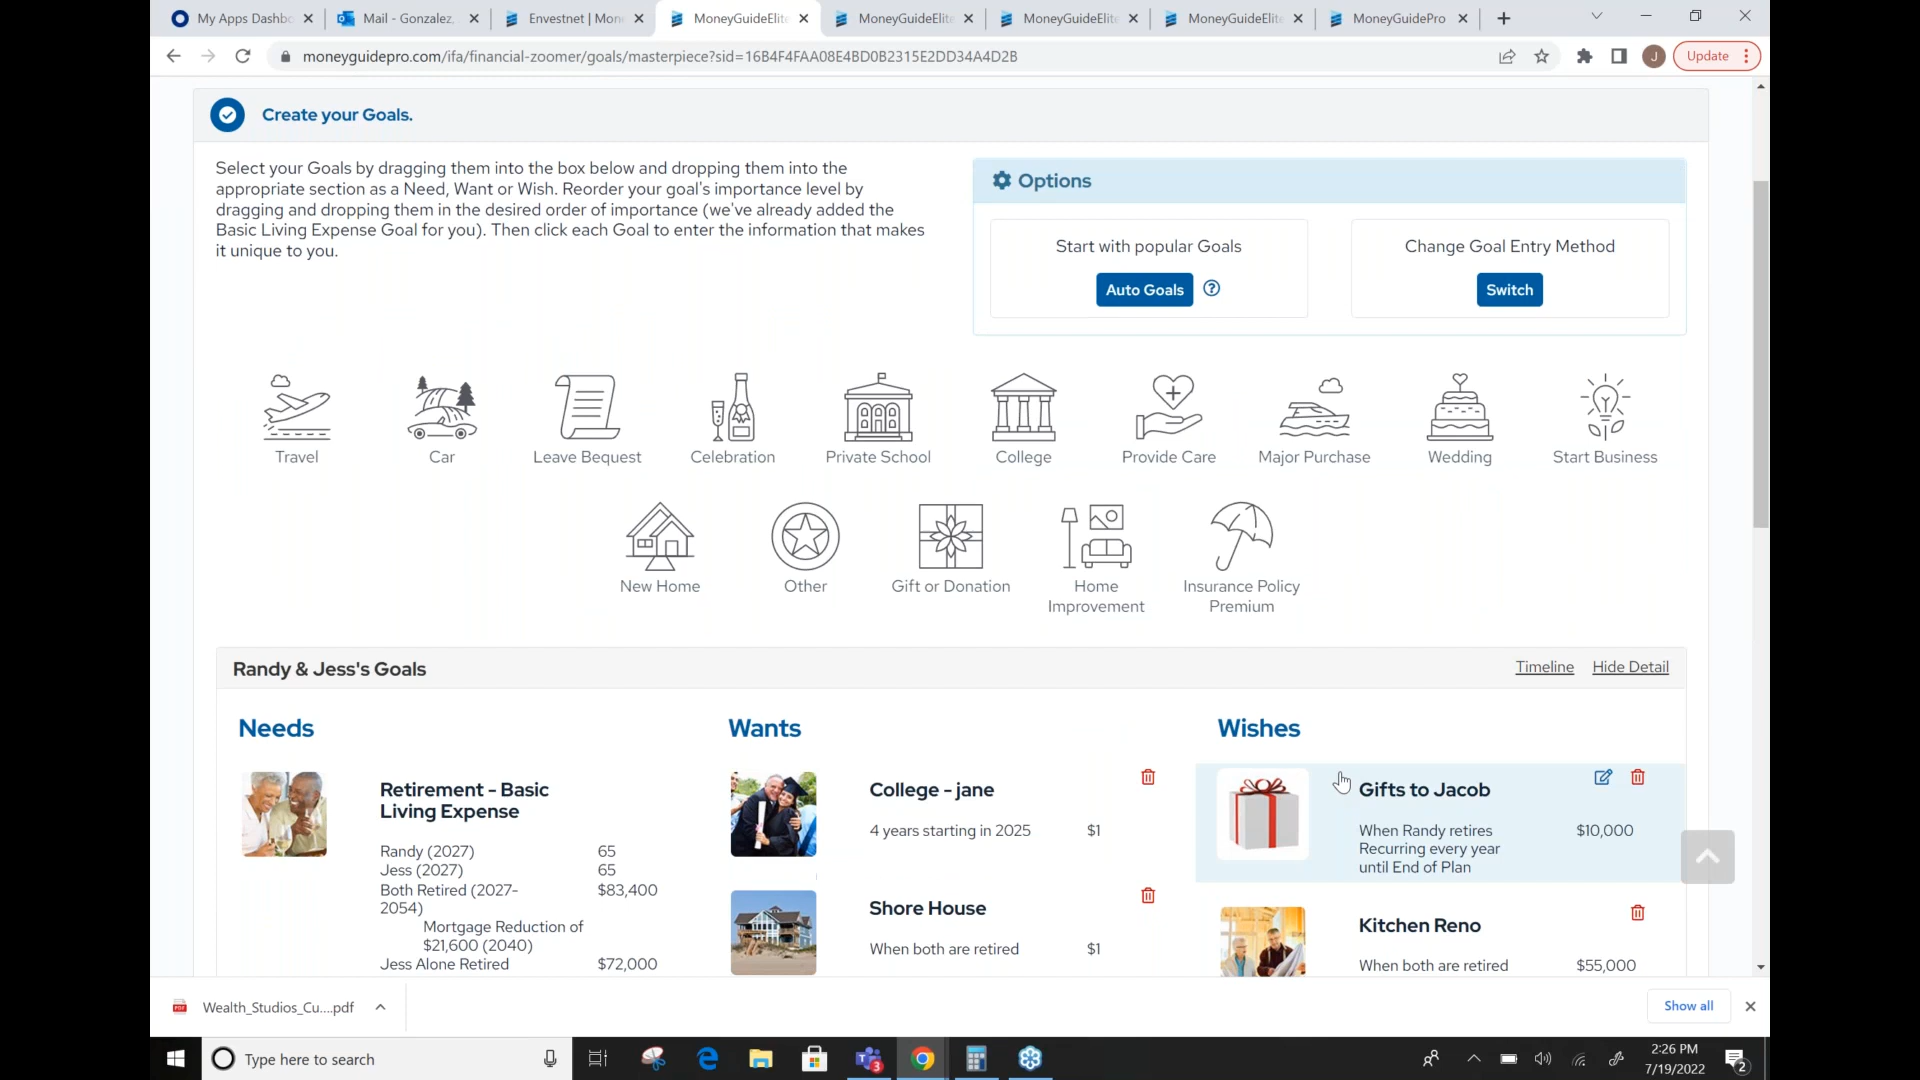 My Apps Dashbo
Mail - Gonzalez,
Envestnet | Mon
MoneyGuideElite
MoneyGuideElite
MoneyGuideElite
MoneyGuideElite
MoneyGuidePro
moneyguidepro.com/ifa/financial-zoomer/goals/masterpiece?sid=16B4F4FAA08E4BD0B2315E2DD34A4D2B
J
Update
Create your Goals.
Select your Goals by dragging them into the box below and dropping them into the
appropriate section as a Need, Want or Wish. Reorder your goal's importance level by
dragging and dropping them in the desired order of importance (we've already added the
Basic Living Expense Goal for you). Then click each Goal to enter the information that makes
it unique to you.
Options
Start with popular Goals
Auto Goals
?
Change Goal Entry Method
Switch
Travel
Car
Leave Bequest
Celebration
Private School
College
Provide Care
Major Purchase
Wedding
Start Business
New Home
Other
Gift or Donation
Home
Improvement
Insurance Policy
Premium
Randy & Jess's Goals
Timeline
Hide Detail
Needs
Retirement - Basic
Living Expense
Randy (2027) 65
Jess (2027) 65
Both Retired (2027- $83,400
2054)
Mortgage Reduction of
$21,600 (2040)
Jess Alone Retired $72,000
Wants
College - jane
4 years starting in 2025 $1
Shore House
When both are retired $1
Wishes
Gifts to Jacob
When Randy retires $10,000
Recurring every year
until End of Plan
Kitchen Reno
When both are retired $55,000
PDF
Wealth_Studios_Cu....pdf
Show all
Type here to search
3
2:26 PM
7/19/2022
2